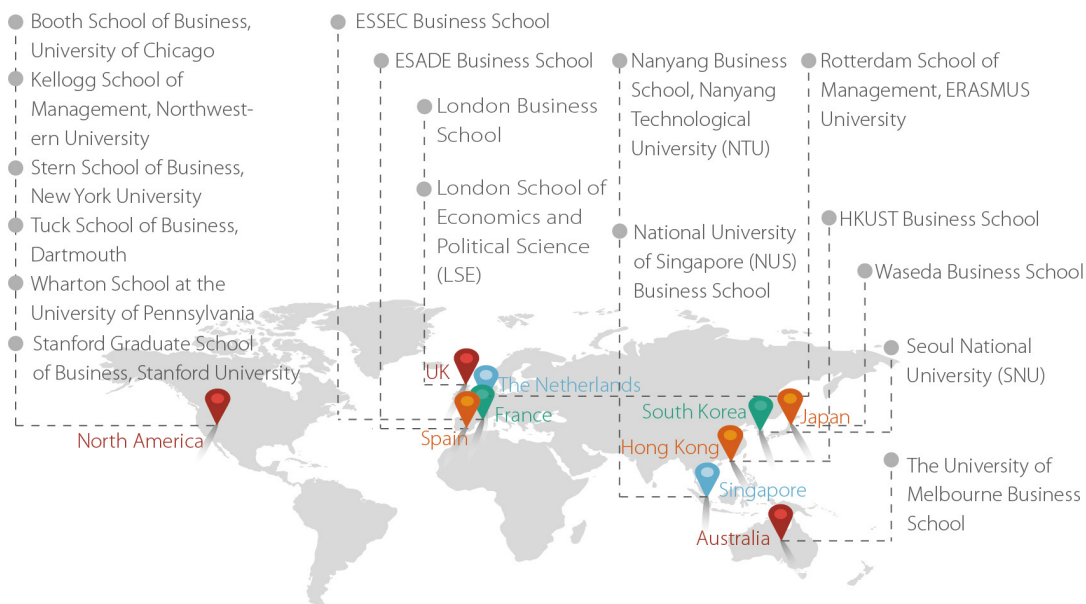 Booth School of Business,
University of Chicago
Kellogg School of
Management, Northwest-
ern University
Stern School of Business,
New York University
Tuck School of Business,
Dartmouth
Wharton School at the
University of Pennsylvania
Stanford Graduate School
of Business, Stanford University
ESSEC Business School
ESADE Business School
London Business
School
London School of
Economics and
Political Science
(LSE)
Nanyang Business
School, Nanyang
Technological
University (NTU)
National University
of Singapore (NUS)
Business School
Rotterdam School of
Management, ERASMUS
University
HKUST Business School
Waseda Business School
Seoul National
University (SNU)
The University of
Melbourne Business
School
UK
The Netherlands
France
Spain
North America
South Korea
Japan
Hong Kong
Singapore
Australia